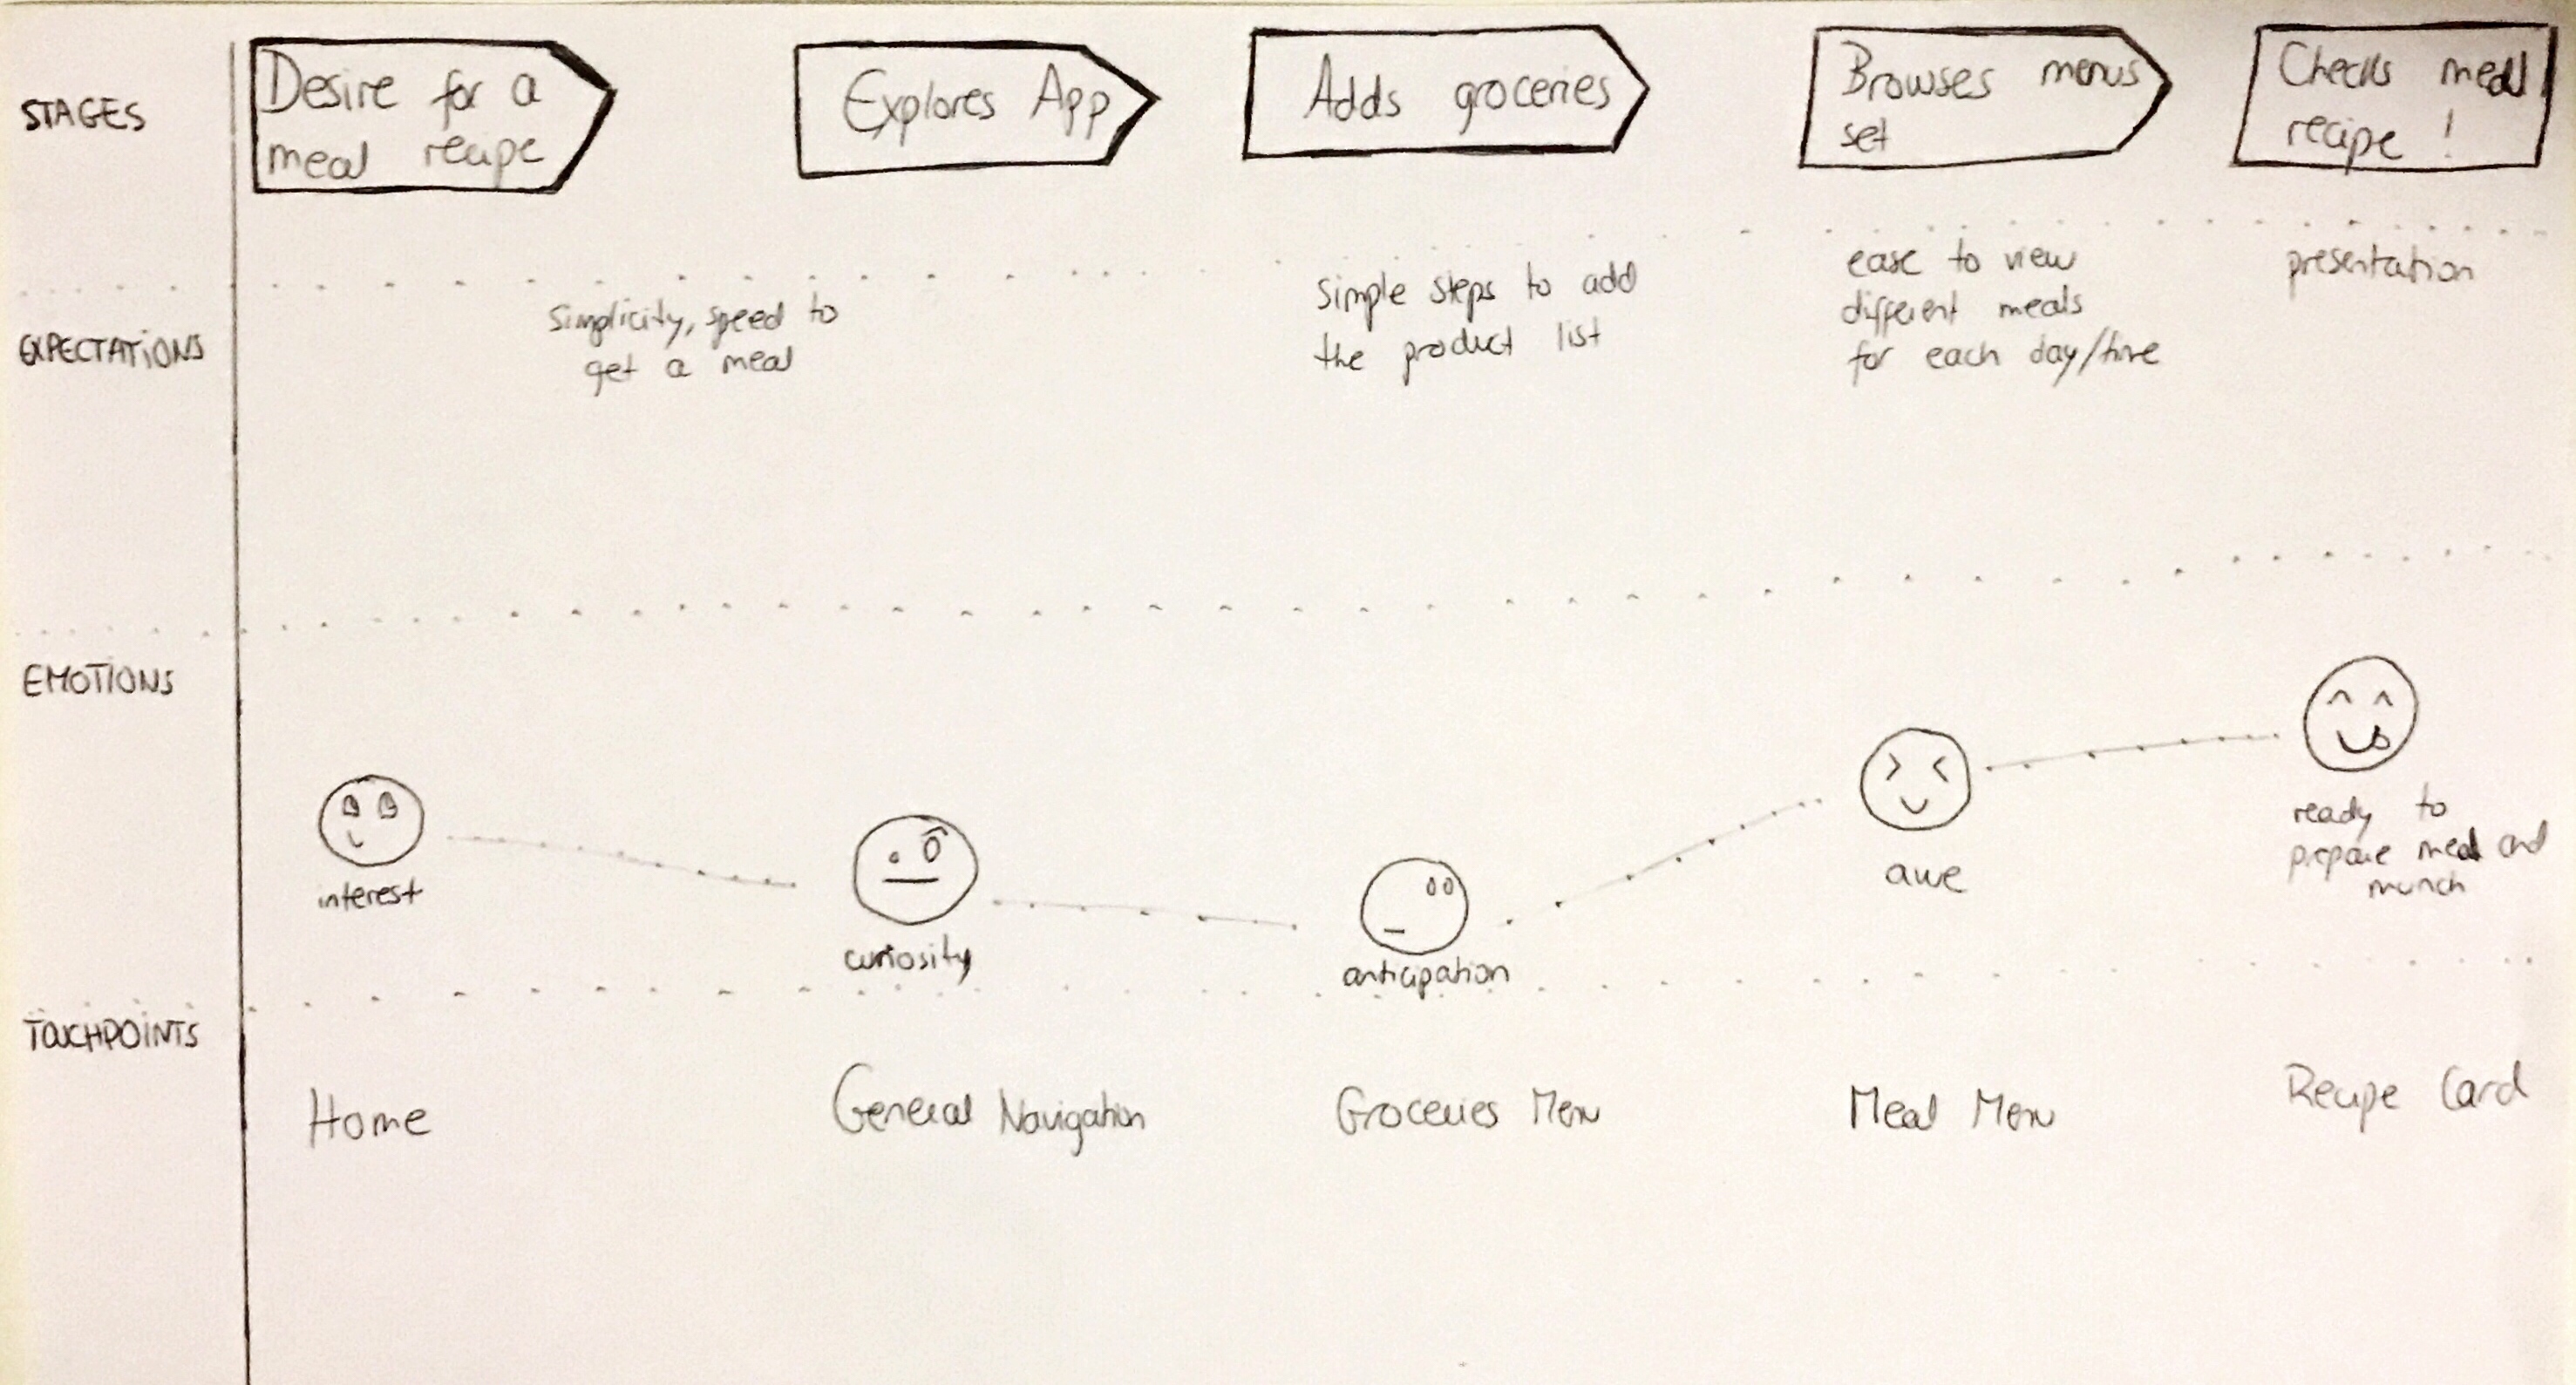 STAGES
Desire for a
meal recipe
Explores App
Adds groceries
Browses menus
set
Checks meal
recipe !
EXPECTATIONS
Simplicity, speed to
get a meal
Simple steps to add
the product list
ease to view
different meals
for each day/time
presentation
EMOTIONS
interest
curiosity
anticipation
awe
ready to
prepare meal and
munch
TOUCHPOINTS
Home
General Navigation
Groceries Menu
Meal Menu
Recipe Card